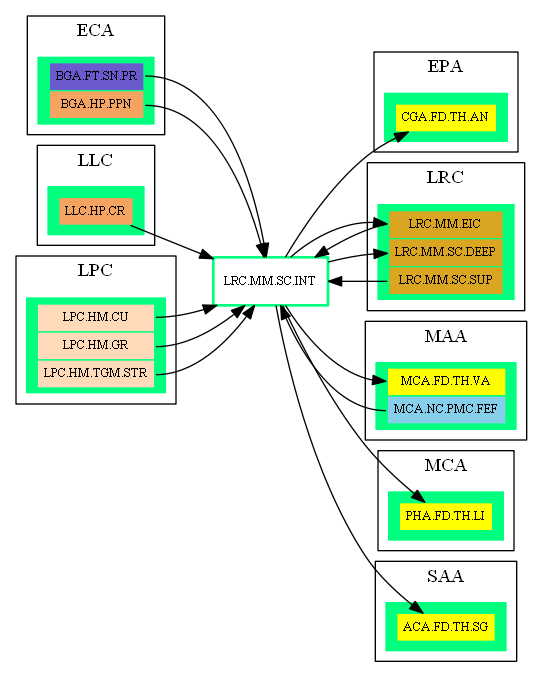 ECA
BGA.FT.SN.PR
BGA.HP.PPN
LLC
LLC.HP.CR
LPC
LPC.HM.CU
LPC.HM.GR
LPC.HM.TGM.STR
LRC.MM.SC.INT
EPA
CGA.FD.TH.AN
LRC
LRC.MM.EIC
LRC.MM.SC.DEEP
LRC.MM.SC.SUP
MAA
MCA.FD.TH.VA
MCA.NC.PMC.FEF
MCA
PHA.FD.TH.LI
SAA
ACA.FD.TH.SG